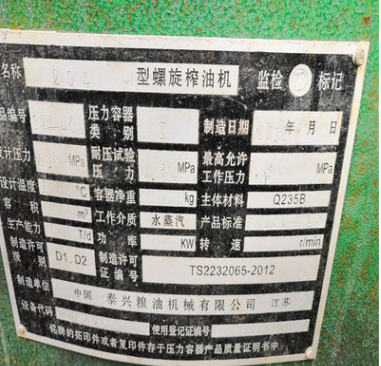 名称 型螺旋榨油机 监检 标记
品编号 压力容器类别 制造日期 年 月 日
设计压力 MPa 耐压试验压力 MPa 最高允许工作压力
设计温度 ℃ 容器净重 kg 主体材料 Q235B
容积 m³ 工作介质 水蒸汽 产品标准
生产能力 T/d 功率 KW 转速 r/min
制造许可级别 D1、D2 制造许可证编号 TS2232065-2012
制造单位 中国 泰兴粮油机械有限公司 江苏
设备代码 使用登记证编号
铭牌的拓印件或者复印件存于压力容器产品质量证明书中